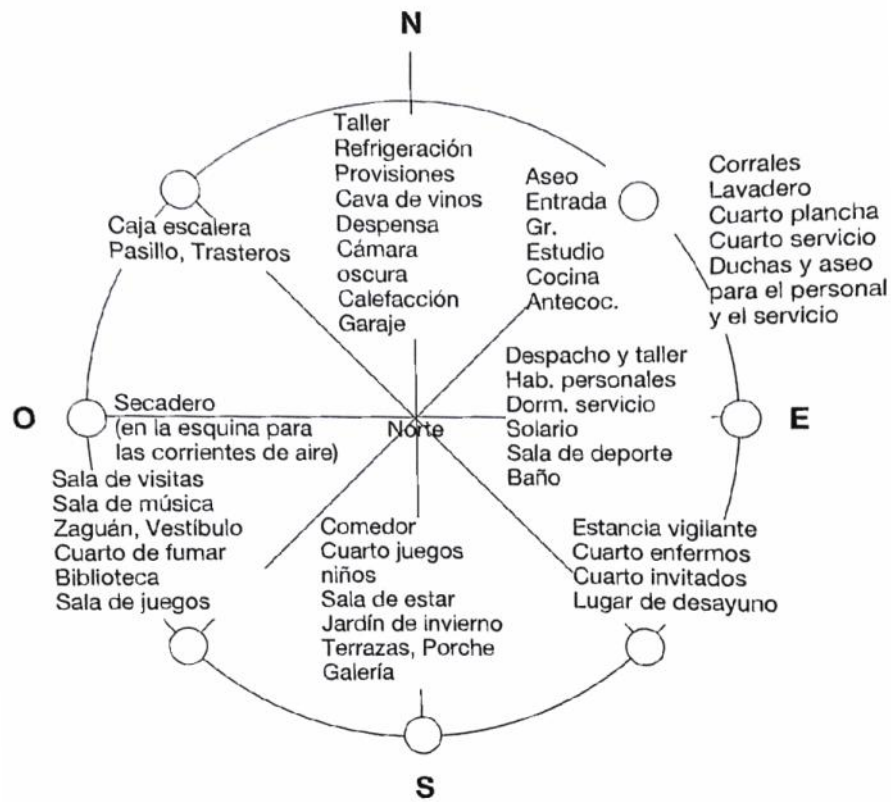 N
Taller
Refrigeración
Provisiones
Cava de vinos
Despensa
Cámara
oscura
Calefacción
Garaje
Aseo
Entrada
Gr.
Estudio
Cocina
Antecoc.
Corrales
Lavadero
Cuarto plancha
Cuarto servicio
Duchas y aseo
para el personal
y el servicio
Caja escalera
Pasillo, Trasteros
Despacho y taller
Hab. personales
Dorm. servicio
Solario
Sala de deporte
Baño
O
Secadero
(en la esquina para
las corrientes de aire)
Norte
E
Sala de visitas
Sala de música
Zaguán, Vestíbulo
Cuarto de fumar
Biblioteca
Sala de juegos
Comedor
Cuarto juegos
niños
Sala de estar
Jardín de invierno
Terrazas, Porche
Galería
Estancia vigilante
Cuarto enfermos
Cuarto invitados
Lugar de desayuno
S